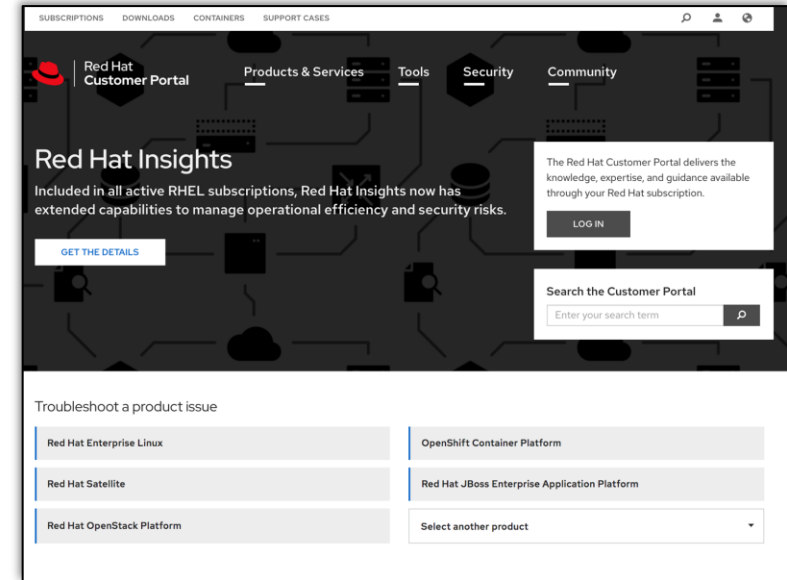 SUBSCRIPTIONS DOWNLOADS CONTAINERS SUPPORT CASES
Red Hat
Customer Portal
Products & Services Tools Security Community
Red Hat Insights
Included in all active RHEL subscriptions, Red Hat Insights now has
extended capabilities to manage operational efficiency and security risks.
GET THE DETAILS
The Red Hat Customer Portal delivers the
knowledge, expertise, and guidance available
through your Red Hat subscription.
LOG IN
Search the Customer Portal
Enter your search term
Troubleshoot a product issue
Red Hat Enterprise Linux
OpenShift Container Platform
Red Hat Satellite
Red Hat JBoss Enterprise Application Platform
Red Hat OpenStack Platform
Select another product